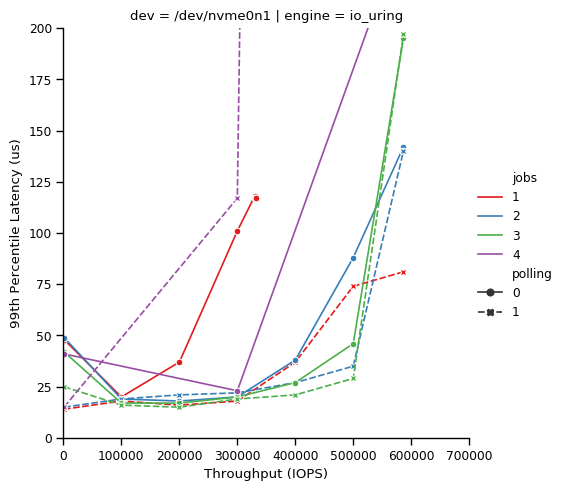 dev = /dev/nvme0n1 | engine = io_uring
200
175
150
125
100
75
50
25
0
99th Percentile Latency (us)
0 100000 200000 300000 400000 500000 600000 700000
Throughput (IOPS)
jobs
1
2
3
4
polling
0
1